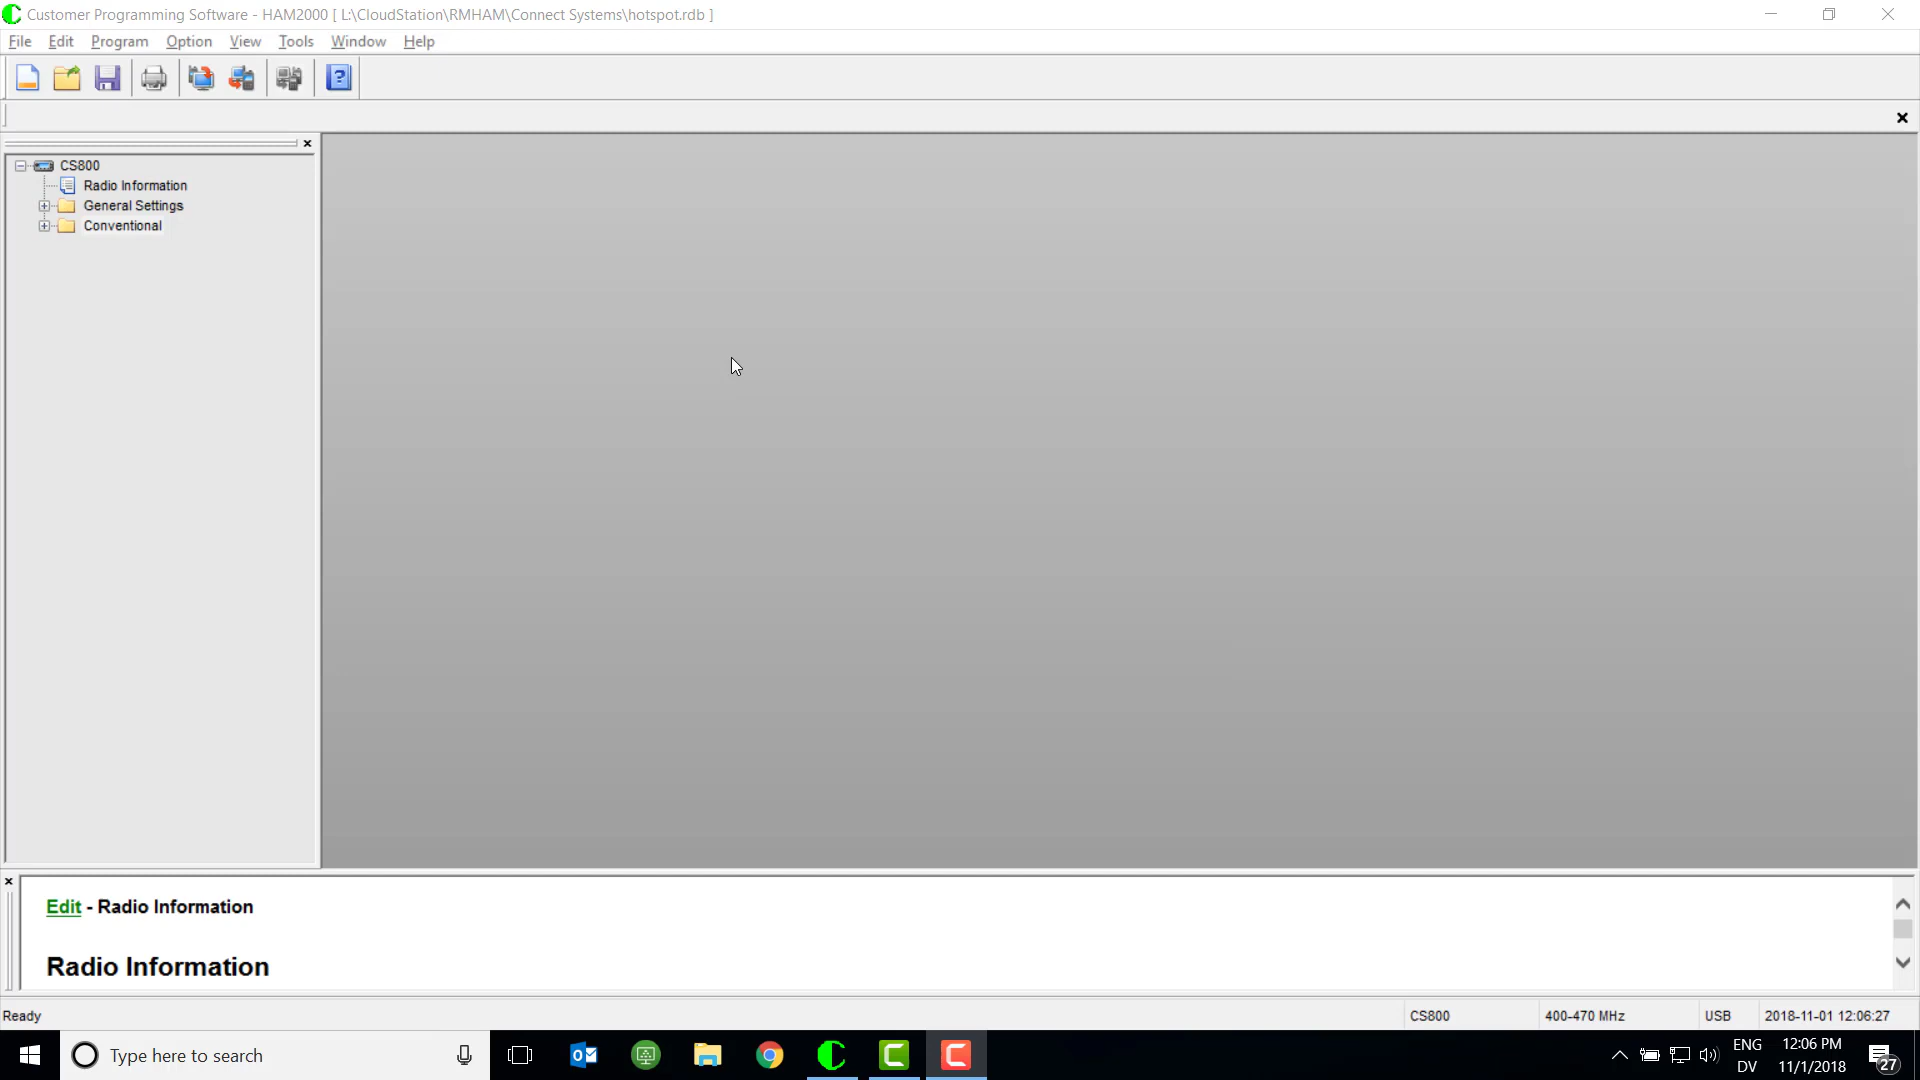 Customer Programming Software - HAM2000 [ L:\CloudStation\RMHAM\Connect Systems\hotspot.rdb ]
File Edit Program Option View Tools Window Help
CS800
Radio Information
General Settings
Conventional
Edit - Radio Information
Radio Information
Ready CS800 400-470 MHz USB 2018-11-01 12:06:27
Type here to search
ENG 12:06 PM
DV 11/1/2018 27